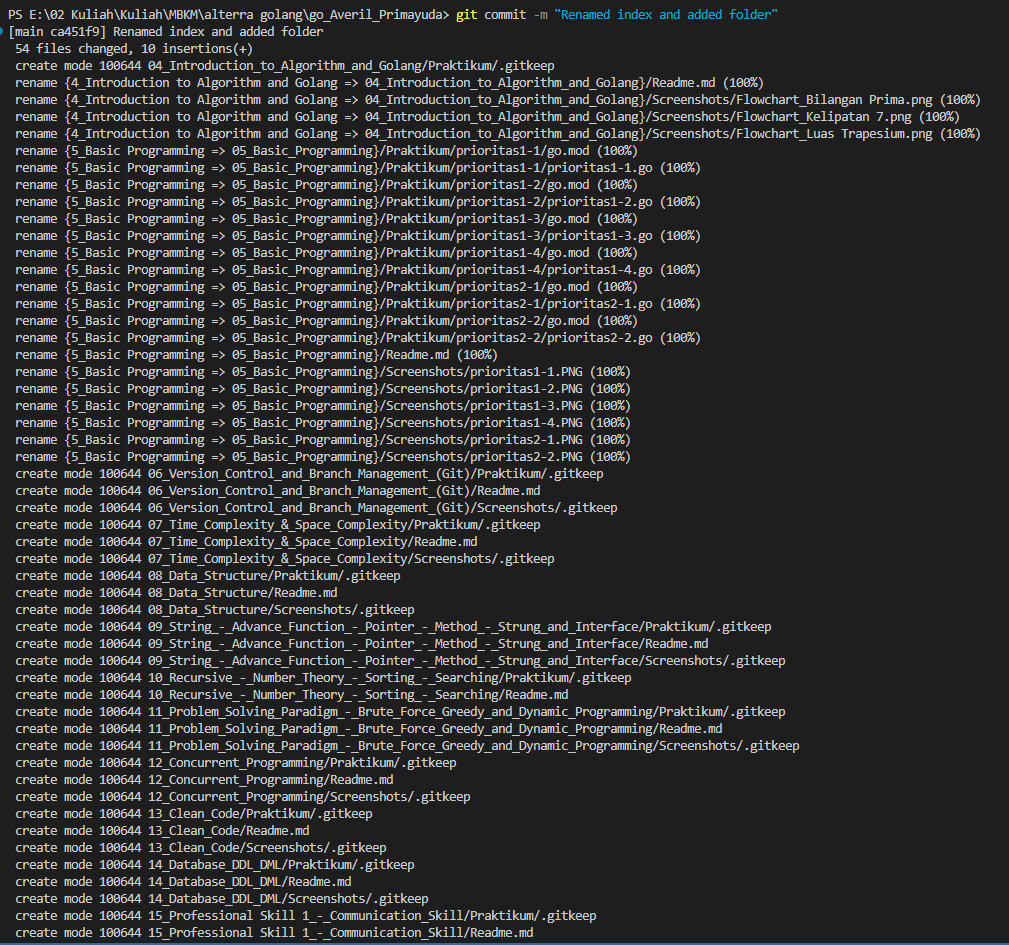 PS E:\02 Kuliah\Kuliah\MBKM\alterra golang\go_Averil_Primayuda> git commit -m "Renamed index and added folder"
[main ca451f9] Renamed index and added folder
54 files changed, 10 insertions(+)
create mode 100644 04_Introduction_to_Algorithm_and_Golang/Praktikum/.gitkeep
rename {4_Introduction to Algorithm and Golang => 04_Introduction_to_Algorithm_and_Golang}/Readme.md (100%)
rename {4_Introduction to Algorithm and Golang => 04_Introduction_to_Algorithm_and_Golang}/Screenshots/Flowchart_Bilangan Prima.png (100%)
rename {4_Introduction to Algorithm and Golang => 04_Introduction_to_Algorithm_and_Golang}/Screenshots/Flowchart_Kelipatan 7.png (100%)
rename {4_Introduction to Algorithm and Golang => 04_Introduction_to_Algorithm_and_Golang}/Screenshots/Flowchart_Luas Trapesium.png (100%)
rename {5_Basic Programming => 05_Basic_Programming}/Praktikum/prioritas1-1/go.mod (100%)
rename {5_Basic Programming => 05_Basic_Programming}/Praktikum/prioritas1-1/prioritas1-1.go (100%)
rename {5_Basic Programming => 05_Basic_Programming}/Praktikum/prioritas1-2/go.mod (100%)
rename {5_Basic Programming => 05_Basic_Programming}/Praktikum/prioritas1-2/prioritas1-2.go (100%)
rename {5_Basic Programming => 05_Basic_Programming}/Praktikum/prioritas1-3/go.mod (100%)
rename {5_Basic Programming => 05_Basic_Programming}/Praktikum/prioritas1-3/prioritas1-3.go (100%)
rename {5_Basic Programming => 05_Basic_Programming}/Praktikum/prioritas1-4/go.mod (100%)
rename {5_Basic Programming => 05_Basic_Programming}/Praktikum/prioritas1-4/prioritas1-4.go (100%)
rename {5_Basic Programming => 05_Basic_Programming}/Praktikum/prioritas2-1/go.mod (100%)
rename {5_Basic Programming => 05_Basic_Programming}/Praktikum/prioritas2-1/prioritas2-1.go (100%)
rename {5_Basic Programming => 05_Basic_Programming}/Praktikum/prioritas2-2/go.mod (100%)
rename {5_Basic Programming => 05_Basic_Programming}/Praktikum/prioritas2-2/prioritas2-2.go (100%)
rename {5_Basic Programming => 05_Basic_Programming}/Readme.md (100%)
rename {5_Basic Programming => 05_Basic_Programming}/Screenshots/prioritas1-1.PNG (100%)
rename {5_Basic Programming => 05_Basic_Programming}/Screenshots/prioritas1-2.PNG (100%)
rename {5_Basic Programming => 05_Basic_Programming}/Screenshots/prioritas1-3.PNG (100%)
rename {5_Basic Programming => 05_Basic_Programming}/Screenshots/prioritas1-4.PNG (100%)
rename {5_Basic Programming => 05_Basic_Programming}/Screenshots/prioritas2-1.PNG (100%)
rename {5_Basic Programming => 05_Basic_Programming}/Screenshots/prioritas2-2.PNG (100%)
create mode 100644 06_Version_Control_and_Branch_Management_(Git)/Praktikum/.gitkeep
create mode 100644 06_Version_Control_and_Branch_Management_(Git)/Readme.md
create mode 100644 06_Version_Control_and_Branch_Management_(Git)/Screenshots/.gitkeep
create mode 100644 07_Time_Complexity_&_Space_Complexity/Praktikum/.gitkeep
create mode 100644 07_Time_Complexity_&_Space_Complexity/Readme.md
create mode 100644 07_Time_Complexity_&_Space_Complexity/Screenshots/.gitkeep
create mode 100644 08_Data_Structure/Praktikum/.gitkeep
create mode 100644 08_Data_Structure/Readme.md
create mode 100644 08_Data_Structure/Screenshots/.gitkeep
create mode 100644 09_String_-_Advance_Function_-_Pointer_-_Method_-_Strung_and_Interface/Praktikum/.gitkeep
create mode 100644 09_String_-_Advance_Function_-_Pointer_-_Method_-_Strung_and_Interface/Readme.md
create mode 100644 09_String_-_Advance_Function_-_Pointer_-_Method_-_Strung_and_Interface/Screenshots/.gitkeep
create mode 100644 10_Recursive_-_Number_Theory_-_Sorting_-_Searching/Praktikum/.gitkeep
create mode 100644 10_Recursive_-_Number_Theory_-_Sorting_-_Searching/Readme.md
create mode 100644 11_Problem_Solving_Paradigm_-_Brute_Force_Greedy_and_Dynamic_Programming/Praktikum/.gitkeep
create mode 100644 11_Problem_Solving_Paradigm_-_Brute_Force_Greedy_and_Dynamic_Programming/Readme.md
create mode 100644 11_Problem_Solving_Paradigm_-_Brute_Force_Greedy_and_Dynamic_Programming/Screenshots/.gitkeep
create mode 100644 12_Concurrent_Programming/Praktikum/.gitkeep
create mode 100644 12_Concurrent_Programming/Readme.md
create mode 100644 12_Concurrent_Programming/Screenshots/.gitkeep
create mode 100644 13_Clean_Code/Praktikum/.gitkeep
create mode 100644 13_Clean_Code/Readme.md
create mode 100644 13_Clean_Code/Screenshots/.gitkeep
create mode 100644 14_Database_DDL_DML/Praktikum/.gitkeep
create mode 100644 14_Database_DDL_DML/Readme.md
create mode 100644 14_Database_DDL_DML/Screenshots/.gitkeep
create mode 100644 15_Professional Skill 1_-_Communication_Skill/Praktikum/.gitkeep
create mode 100644 15_Professional Skill 1_-_Communication_Skill/Readme.md